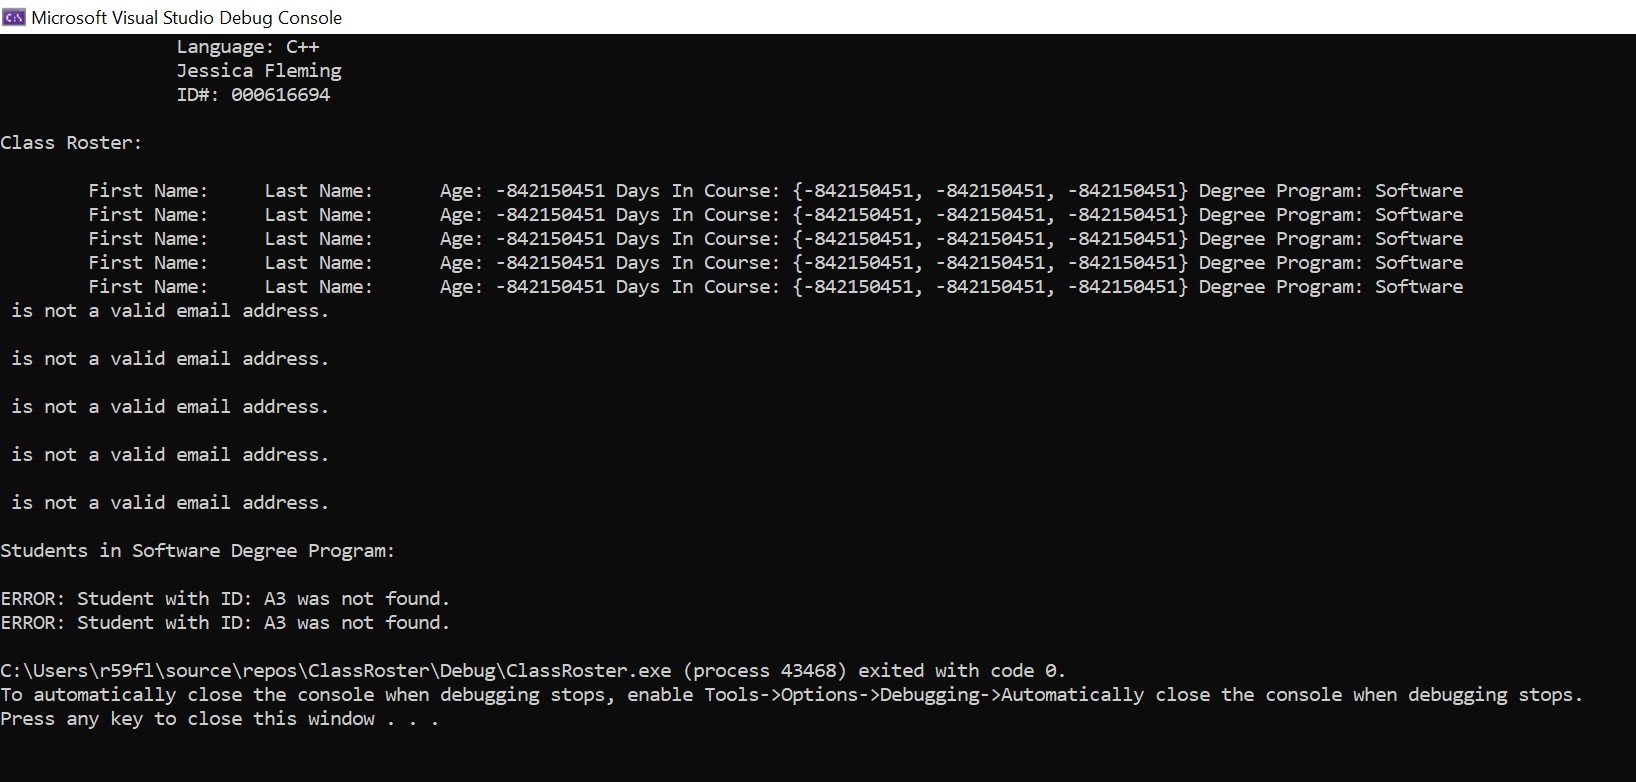 Microsoft Visual Studio Debug Console
Language: C++
Jessica Fleming
ID#: 000616694
Class Roster:
First Name: Last Name: Age: -842150451 Days In Course: {-842150451, -842150451, -842150451} Degree Program: Software
First Name: Last Name: Age: -842150451 Days In Course: {-842150451, -842150451, -842150451} Degree Program: Software
First Name: Last Name: Age: -842150451 Days In Course: {-842150451, -842150451, -842150451} Degree Program: Software
First Name: Last Name: Age: -842150451 Days In Course: {-842150451, -842150451, -842150451} Degree Program: Software
First Name: Last Name: Age: -842150451 Days In Course: {-842150451, -842150451, -842150451} Degree Program: Software
is not a valid email address.
is not a valid email address.
is not a valid email address.
is not a valid email address.
is not a valid email address.
Students in Software Degree Program:
ERROR: Student with ID: A3 was not found.
ERROR: Student with ID: A3 was not found.
C:\Users\r59fl\source\repos\ClassRoster\Debug\ClassRoster.exe (process 43468) exited with code 0.
To automatically close the console when debugging stops, enable Tools->Options->Debugging->Automatically close the console when debugging stops.
Press any key to close this window . . .